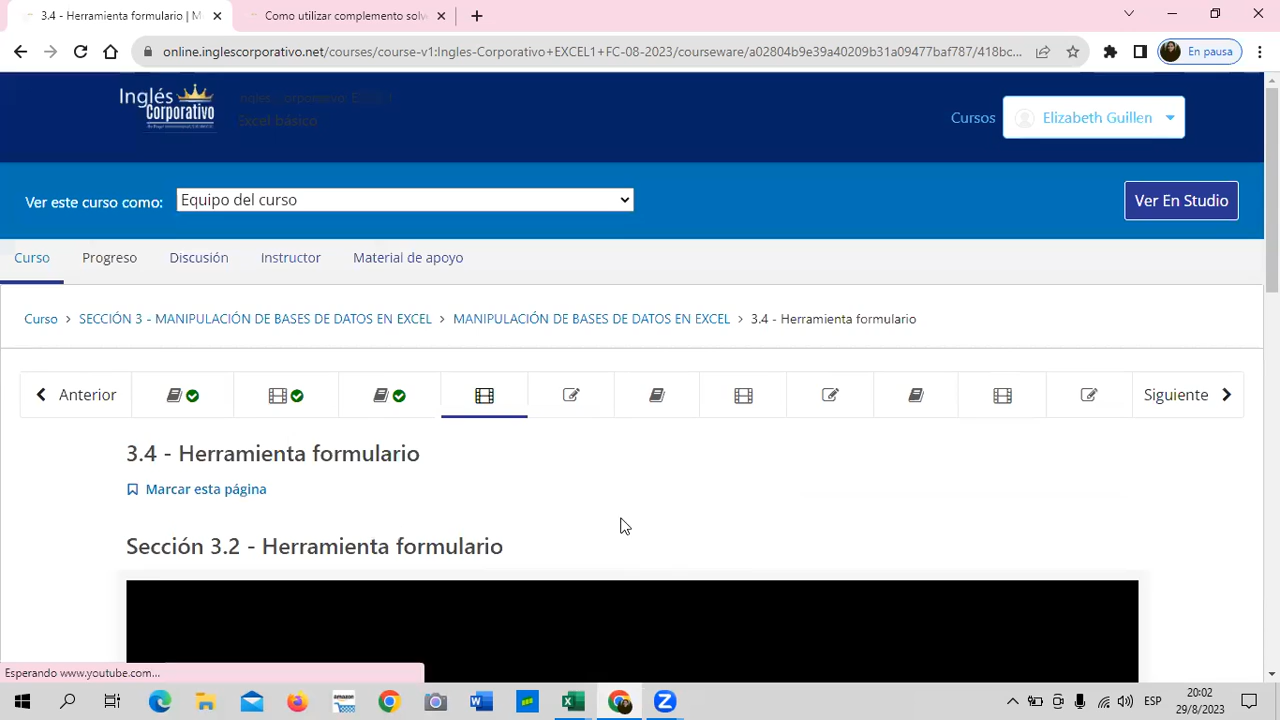 3.4 - Herramienta formulario | M
Como utilizar complemento solv
online.inglescorporativo.net/courses/course-v1:Ingles-Corporativo+EXCEL1+FC-08-2023/courseware/a02804b9e39a40209b31a09477baf787/418bc...
En pausa
Inglés
Corporativo
Ingles-Corporativo: EXCEL1
Excel básico
Cursos
Elizabeth Guillen
Ver este curso como:
Equipo del curso
Ver En Studio
Curso
Progreso
Discusión
Instructor
Material de apoyo
Curso > SECCIÓN 3 - MANIPULACIÓN DE BASES DE DATOS EN EXCEL > MANIPULACIÓN DE BASES DE DATOS EN EXCEL > 3.4 - Herramienta formulario
Anterior
Siguiente
3.4 - Herramienta formulario
Marcar esta página
Sección 3.2 - Herramienta formulario
Esperando www.youtube.com...
amazon
ESP
20:02
29/8/2023